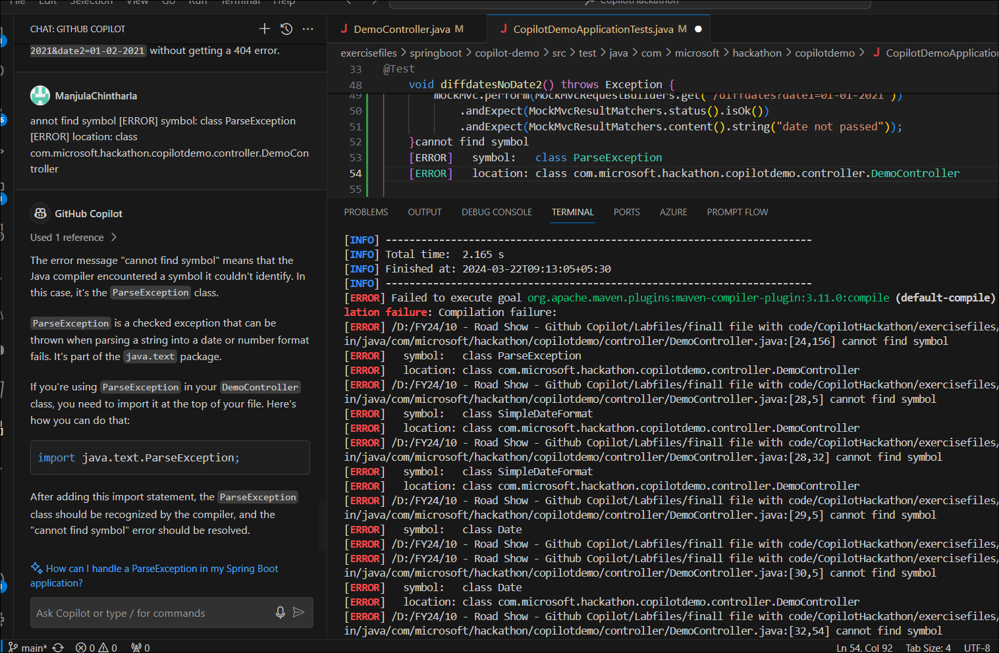 File Edit Selection View Go Run Terminal Help
CopilotHackathon
CHAT: GITHUB COPILOT
2021&date2=01-02-2021 without getting a 404 error.
ManjulaChintharla
annot find symbol [ERROR] symbol: class ParseException
[ERROR] location: class
com.microsoft.hackathon.copilotdemo.controller.DemoCon
troller
GitHub Copilot
Used 1 reference
The error message "cannot find symbol" means that the
Java compiler encountered a symbol it couldn't identify. In
this case, it's the ParseException class.
ParseException is a checked exception that can be
thrown when parsing a string into a date or number format
fails. It's part of the java.text package.
If you're using ParseException in your DemoController
class, you need to import it at the top of your file. Here's
how you can do that:
import java.text.ParseException;
After adding this import statement, the ParseException
class should be recognized by the compiler, and the
"cannot find symbol" error should be resolved.
How can I handle a ParseException in my Spring Boot
application?
Ask Copilot or type / for commands
DemoController.java M
CopilotDemoApplicationTests.java M
exercisefiles > springboot > copilot-demo > src > test > java > com > microsoft > hackathon > copilotdemo > CopilotDemoApplication
33 @Test
48 void diffdatesNoDate2() throws Exception {
49 mockMvc.perform(MockMvcRequestBuilders.get("/diffdates?date1=01-01-2021"))
50 .andExpect(MockMvcResultMatchers.status().isOk())
51 .andExpect(MockMvcResultMatchers.content().string("date not passed"));
52 }cannot find symbol
53 [ERROR] symbol: class ParseException
54 [ERROR] location: class com.microsoft.hackathon.copilotdemo.controller.DemoController
55
PROBLEMS OUTPUT DEBUG CONSOLE TERMINAL PORTS AZURE PROMPT FLOW
[INFO] ------------------------------------------------------------------------
[INFO] Total time:  2.165 s
[INFO] Finished at: 2024-03-22T09:13:05+05:30
[INFO] ------------------------------------------------------------------------
[ERROR] Failed to execute goal org.apache.maven.plugins:maven-compiler-plugin:3.11.0:compile (default-compile)
lation failure: Compilation failure:
[ERROR] /D:/FY24/10 - Road Show - Github Copilot/Labfiles/finall file with code/CopilotHackathon/exercisefiles/
in/java/com/microsoft/hackathon/copilotdemo/controller/DemoController.java:[24,156] cannot find symbol
[ERROR]   symbol:   class ParseException
[ERROR]   location: class com.microsoft.hackathon.copilotdemo.controller.DemoController
[ERROR] /D:/FY24/10 - Road Show - Github Copilot/Labfiles/finall file with code/CopilotHackathon/exercisefiles/
in/java/com/microsoft/hackathon/copilotdemo/controller/DemoController.java:[28,5] cannot find symbol
[ERROR]   symbol:   class SimpleDateFormat
[ERROR]   location: class com.microsoft.hackathon.copilotdemo.controller.DemoController
[ERROR] /D:/FY24/10 - Road Show - Github Copilot/Labfiles/finall file with code/CopilotHackathon/exercisefiles/
in/java/com/microsoft/hackathon/copilotdemo/controller/DemoController.java:[28,32] cannot find symbol
[ERROR]   symbol:   class SimpleDateFormat
[ERROR]   location: class com.microsoft.hackathon.copilotdemo.controller.DemoController
[ERROR] /D:/FY24/10 - Road Show - Github Copilot/Labfiles/finall file with code/CopilotHackathon/exercisefiles/
in/java/com/microsoft/hackathon/copilotdemo/controller/DemoController.java:[29,5] cannot find symbol
[ERROR]   symbol:   class Date
[ERROR] /D:/FY24/10 - Road Show - Github Copilot/Labfiles/finall file with code/CopilotHackathon/exercisefiles/
[ERROR] /D:/FY24/10 - Road Show - Github Copilot/Labfiles/finall file with code/CopilotHackathon/exercisefiles/
in/java/com/microsoft/hackathon/copilotdemo/controller/DemoController.java:[30,5] cannot find symbol
[ERROR]   symbol:   class Date
[ERROR]   location: class com.microsoft.hackathon.copilotdemo.controller.DemoController
[ERROR] /D:/FY24/10 - Road Show - Github Copilot/Labfiles/finall file with code/CopilotHackathon/exercisefiles/
in/java/com/microsoft/hackathon/copilotdemo/controller/DemoController.java:[32,54] cannot find symbol
main* 0 0 0
Ln 54, Col 92 Tab Size: 4 UTF-8